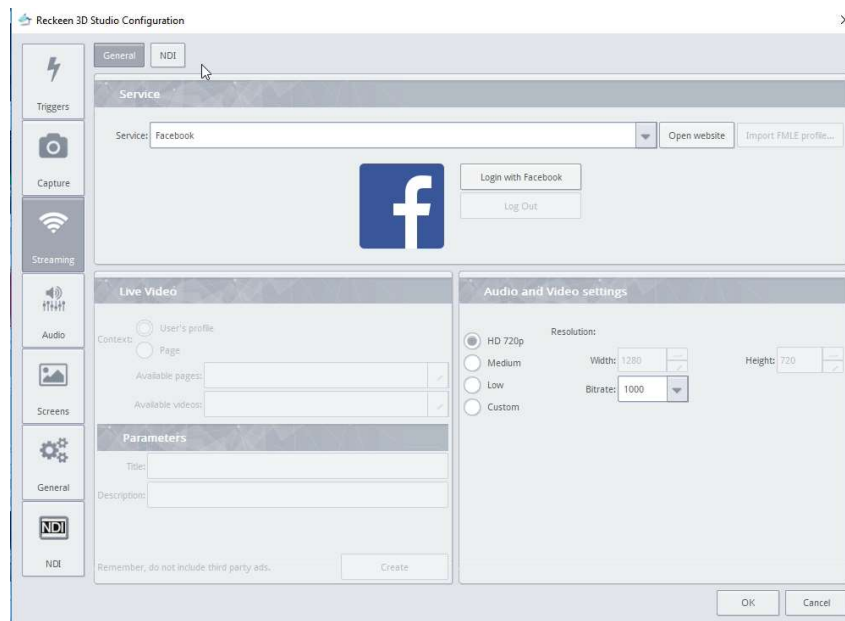 Reckeen 3D Studio Configuration
General
NDI
Triggers
Capture
Streaming
Audio
Screens
General
NDI
NDI
Service
Service: Facebook
Open website
Import FMLE profile...
Login with Facebook
Log Out
Live Video
Context:
User's profile
Page
Available pages:
Available videos:
Parameters
Title:
Description:
Remember, do not include third party ads.
Create
Audio and Video settings
HD 720p
Medium
Low
Custom
Resolution:
Width: 1280
Height: 720
Bitrate: 1000
OK
Cancel